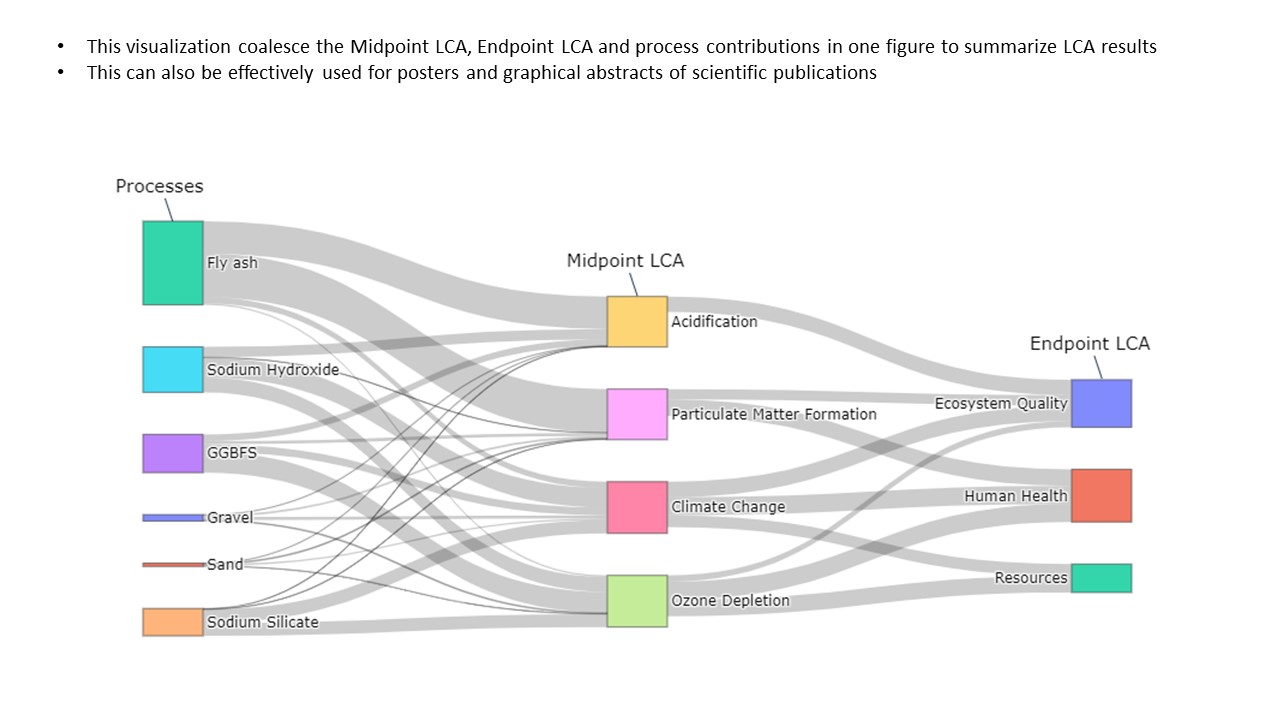 • This visualization coalesce the Midpoint LCA, Endpoint LCA and process contributions in one figure to summarize LCA results
• This can also be effectively used for posters and graphical abstracts of scientific publications
Processes
Fly ash
Sodium Hydroxide
GGBFS
Gravel
Sand
Sodium Silicate
Midpoint LCA
Acidification
Particulate Matter Formation
Climate Change
Ozone Depletion
Endpoint LCA
Ecosystem Quality
Human Health
Resources